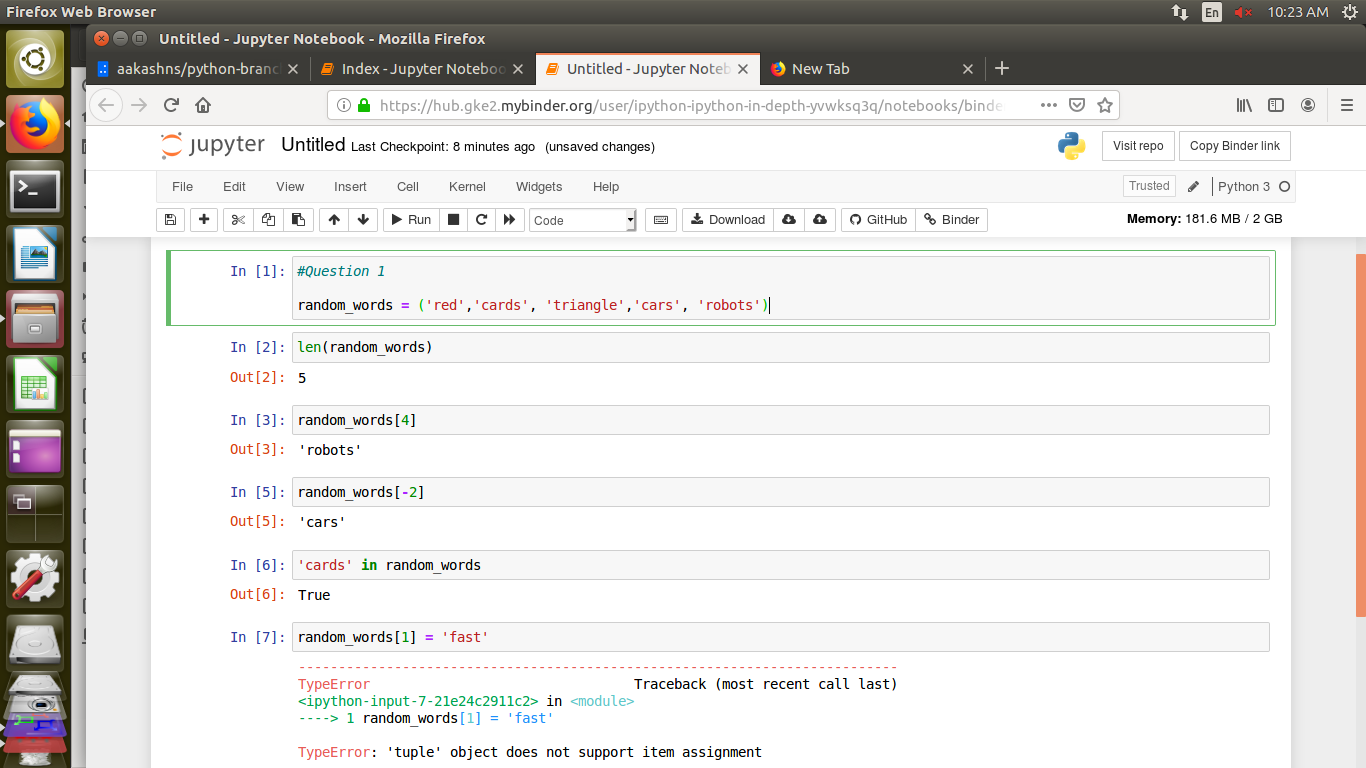 Firefox Web Browser
En
10:23 AM
Untitled - Jupyter Notebook - Mozilla Firefox
aakashns/python-branc
Index - Jupyter Noteboo
Untitled - Jupyter Noteb
New Tab
https://hub.gke2.mybinder.org/user/ipython-ipython-in-depth-yvwksq3q/notebooks/binde
jupyter Untitled Last Checkpoint: 8 minutes ago (unsaved changes)
Visit repo
Copy Binder link
File Edit View Insert Cell Kernel Widgets Help
Trusted
Python 3
Run
Code
Download
GitHub
Binder
Memory: 181.6 MB / 2 GB
In [1]: #Question 1
random_words = ('red','cards', 'triangle','cars', 'robots')
In [2]: len(random_words)
Out[2]: 5
In [3]: random_words[4]
Out[3]: 'robots'
In [5]: random_words[-2]
Out[5]: 'cars'
In [6]: 'cards' in random_words
Out[6]: True
In [7]: random_words[1] = 'fast'
---------------------------------------------------------------------------
TypeError Traceback (most recent call last)
<ipython-input-7-21e24c2911c2> in <module>
----> 1 random_words[1] = 'fast'
TypeError: 'tuple' object does not support item assignment